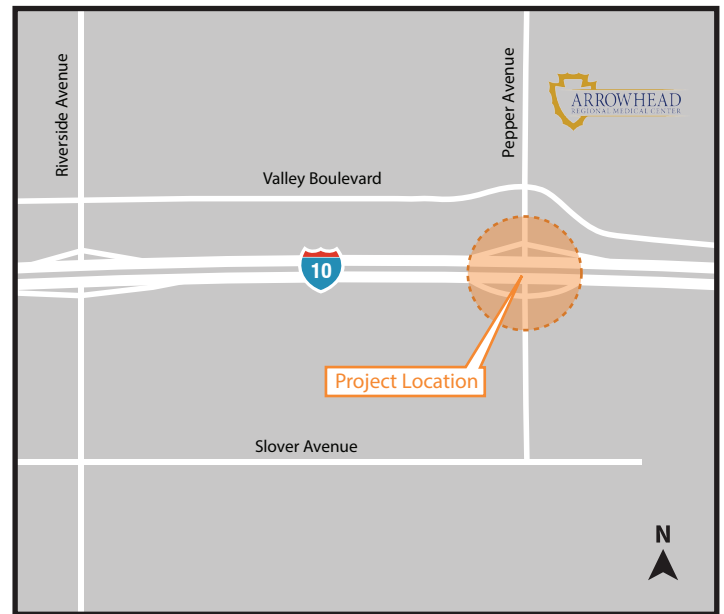 Riverside Avenue
Pepper Avenue
ARROWHEAD
REGIONAL MEDICAL CENTER
Valley Boulevard
10
Project Location
Slover Avenue
N